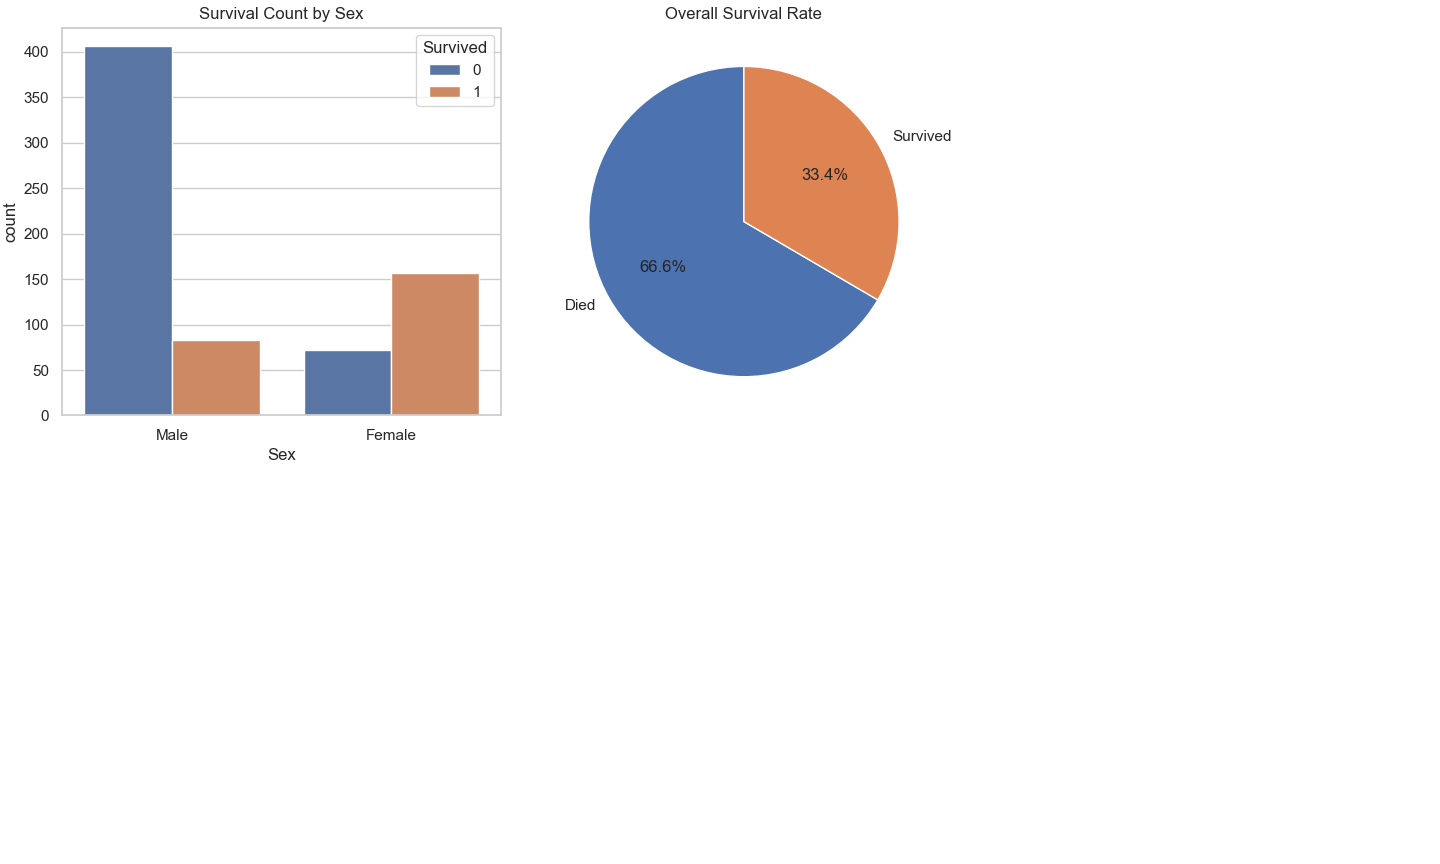 Survival Count by Sex
Survived
0
1
400
350
300
250
200
150
100
50
0
count
Male Female
Sex
Overall Survival Rate
Survived
33.4%
66.6%
Died